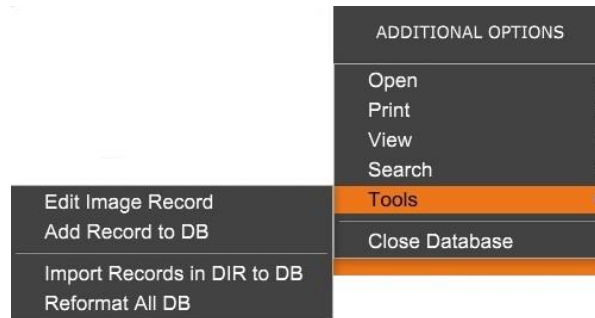 ADDITIONAL OPTIONS
Open
Print
View
Search
Tools
Close Database
Edit Image Record
Add Record to DB
Import Records in DIR to DB
Reformat All DB